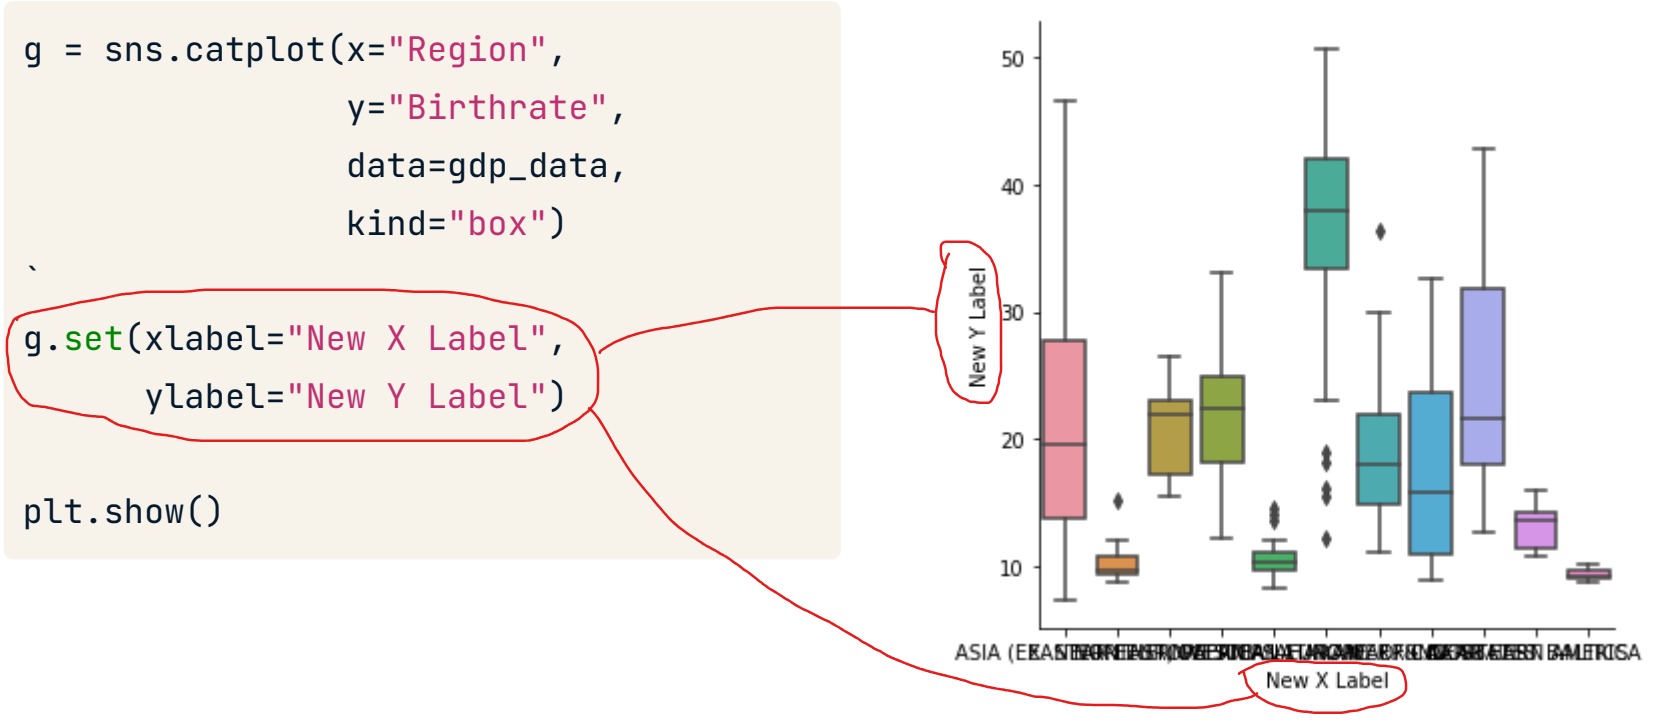 g = sns.catplot(x="Region",
y="Birthrate",
data=gdp_data,
kind="box")
`
g.set(xlabel="New X Label",
ylabel="New Y Label")
plt.show()
New Y Label
50
40
30
20
10
ASIA (EX.
New X Label